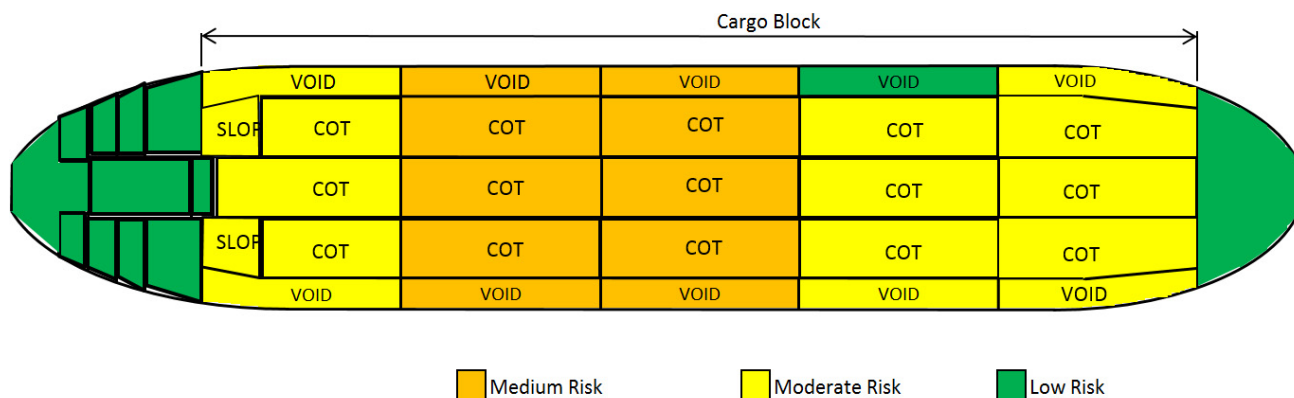 Cargo Block
VOID VOID VOID VOID VOID
SLOP COT COT COT COT COT
COT COT COT COT COT
SLOP COT COT COT COT COT
VOID VOID VOID VOID VOID
Medium Risk Moderate Risk Low Risk